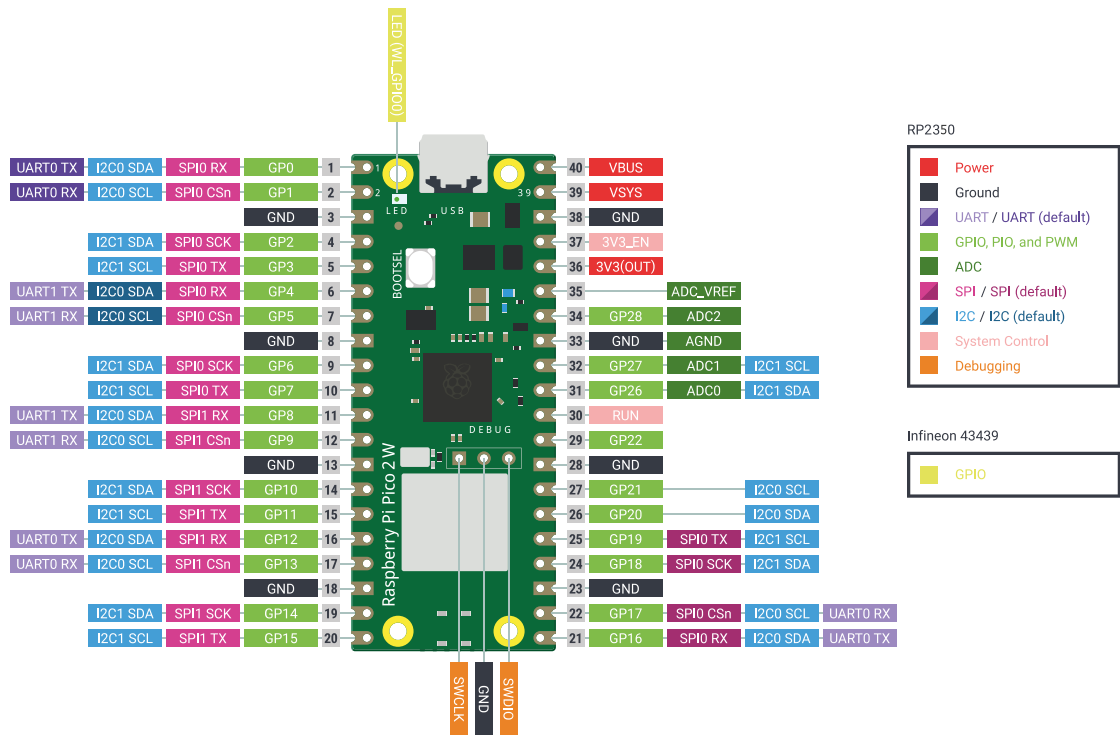 LED (WL_GPIO0)
UART0 TX I2C0 SDA SPI0 RX GP0 1
UART0 RX I2C0 SCL SPI0 CSn GP1 2
GND 3
I2C1 SDA SPI0 SCK GP2 4
I2C1 SCL SPI0 TX GP3 5
UART1 TX I2C0 SDA SPI0 RX GP4 6
UART1 RX I2C0 SCL SPI0 CSn GP5 7
GND 8
I2C1 SDA SPI0 SCK GP6 9
I2C1 SCL SPI0 TX GP7 10
UART1 TX I2C0 SDA SPI1 RX GP8 11
UART1 RX I2C0 SCL SPI1 CSn GP9 12
GND 13
I2C1 SDA SPI1 SCK GP10 14
I2C1 SCL SPI1 TX GP11 15
UART0 TX I2C0 SDA SPI1 RX GP12 16
UART0 RX I2C0 SCL SPI1 CSn GP13 17
GND 18
I2C1 SDA SPI1 SCK GP14 19
I2C1 SCL SPI1 TX GP15 20
1
2
39
LED
USB
BOOTSEL
DEBUG
Raspberry Pi Pico 2 W
SWCLK
GND
SWDIO
40 VBUS
39 VSYS
38 GND
37 3V3_EN
36 3V3(OUT)
35 ADC_VREF
34 GP28 ADC2
33 GND AGND
32 GP27 ADC1 I2C1 SCL
31 GP26 ADC0 I2C1 SDA
30 RUN
29 GP22
28 GND
27 GP21 I2C0 SCL
26 GP20 I2C0 SDA
25 GP19 SPI0 TX I2C1 SCL
24 GP18 SPI0 SCK I2C1 SDA
23 GND
22 GP17 SPI0 CSn I2C0 SCL UART0 RX
21 GP16 SPI0 RX I2C0 SDA UART0 TX
RP2350
Power
Ground
UART / UART (default)
GPIO, PIO, and PWM
ADC
SPI / SPI (default)
I2C / I2C (default)
System Control
Debugging
Infineon 43439
GPIO